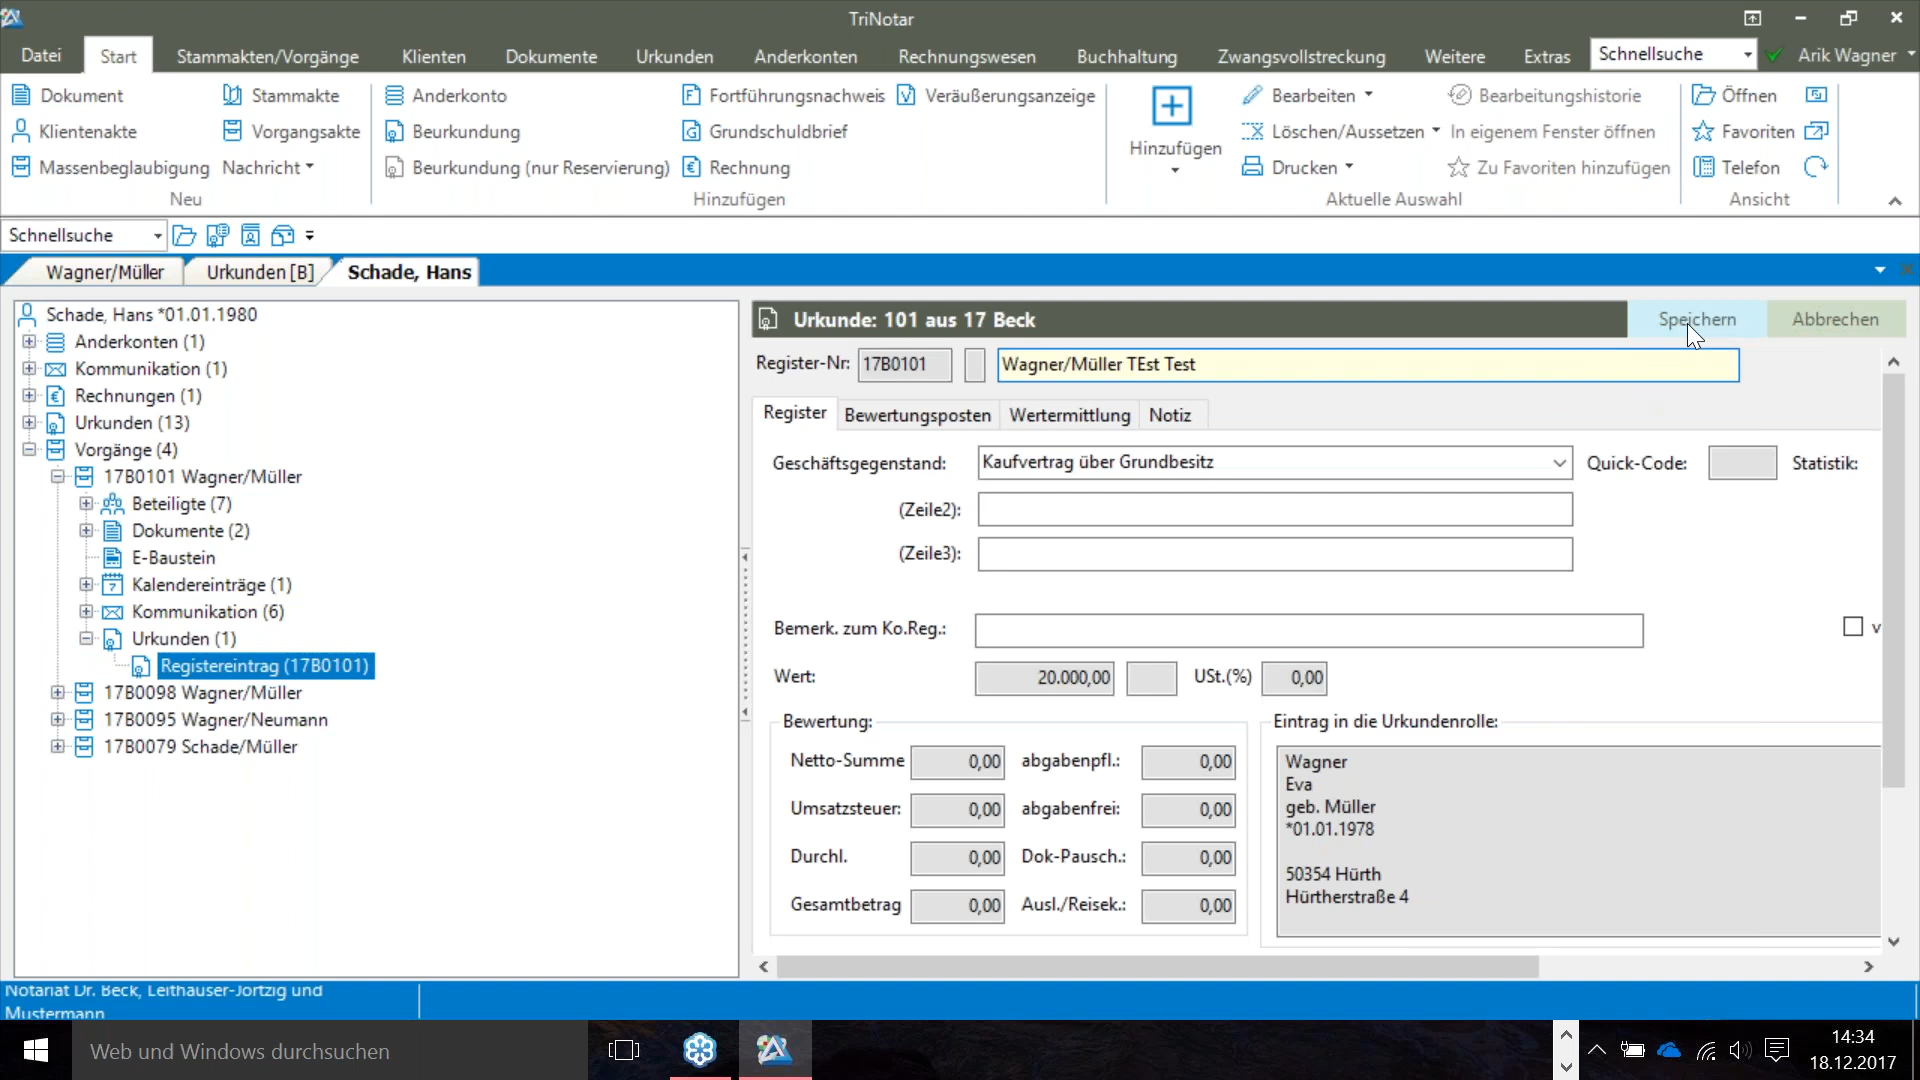 TriNotar
Datei Start Stammakten/Vorgänge Klienten Dokumente Urkunden Anderkonten Rechnungswesen Buchhaltung Zwangsvollstreckung Weitere Extras Schnellsuche Arik Wagner
Dokument Stammakte Anderkonto Fortführungsnachweis Veräußerungsanzeige Bearbeiten Bearbeitungshistorie Öffnen
Klientenakte Vorgangsakte Beurkundung Grundschuldbrief Hinzufügen Löschen/Aussetzen In eigenem Fenster öffnen Favoriten
Massenbeglaubigung Nachricht Beurkundung (nur Reservierung) Rechnung Drucken Zu Favoriten hinzufügen Telefon
Neu Hinzufügen Aktuelle Auswahl Ansicht
Schnellsuche
Wagner/Müller Urkunden [B] Schade, Hans
Schade, Hans *01.01.1980
Anderkonten (1)
Kommunikation (1)
Rechnungen (1)
Urkunden (13)
Vorgänge (4)
17B0101 Wagner/Müller
Beteiligte (7)
Dokumente (2)
E-Baustein
Kalendereinträge (1)
Kommunikation (6)
Urkunden (1)
Registereintrag (17B0101)
17B0098 Wagner/Müller
17B0095 Wagner/Neumann
17B0079 Schade/Müller
Urkunde: 101 aus 17 Beck Speichern Abbrechen
Register-Nr: 17B0101 Wagner/Müller TEst Test
Register Bewertungsposten Wertermittlung Notiz
Geschäftsgegenstand: Kaufvertrag über Grundbesitz Quick-Code: Statistik:
(Zeile2):
(Zeile3):
Bemerk. zum Ko.Reg.: v
Wert: 20.000,00 USt.(%) 0,00
Bewertung: Eintrag in die Urkundenrolle:
Netto-Summe 0,00 abgabenpfl.: 0,00
Umsatzsteuer: 0,00 abgabenfrei: 0,00
Durchl. 0,00 Dok-Pausch.: 0,00
Gesamtbetrag 0,00 Ausl./Reisek.: 0,00
Wagner
Eva
geb. Müller
*01.01.1978
50354 Hürth
Hürtherstraße 4
Notariat Dr. Beck, Leithäuser-Jortzig und
Mustermann
Web und Windows durchsuchen
14:34
18.12.2017